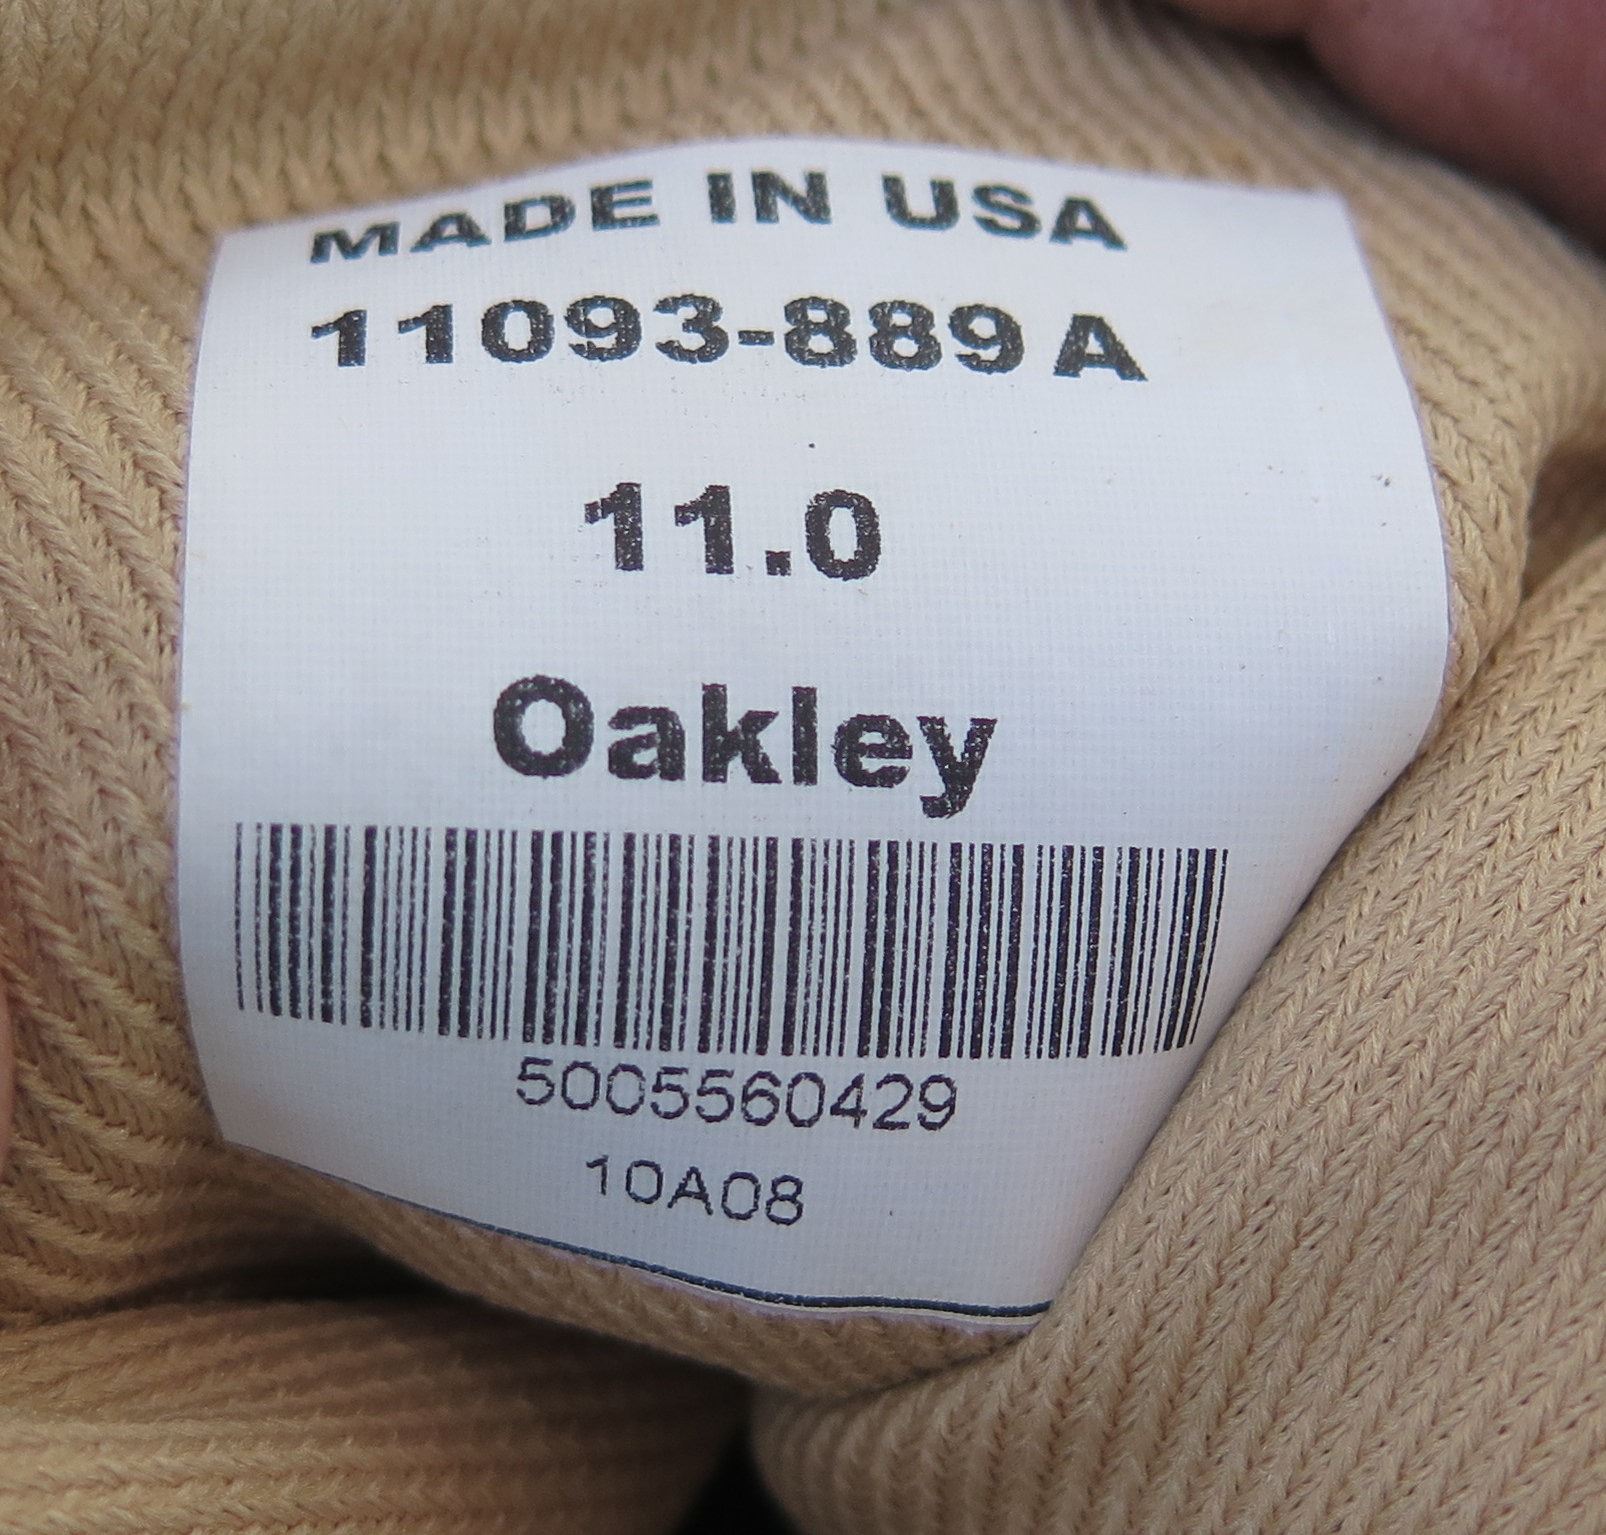 MADE IN USA
11093-889 A
11.0
Oakley
5005560429
10A08